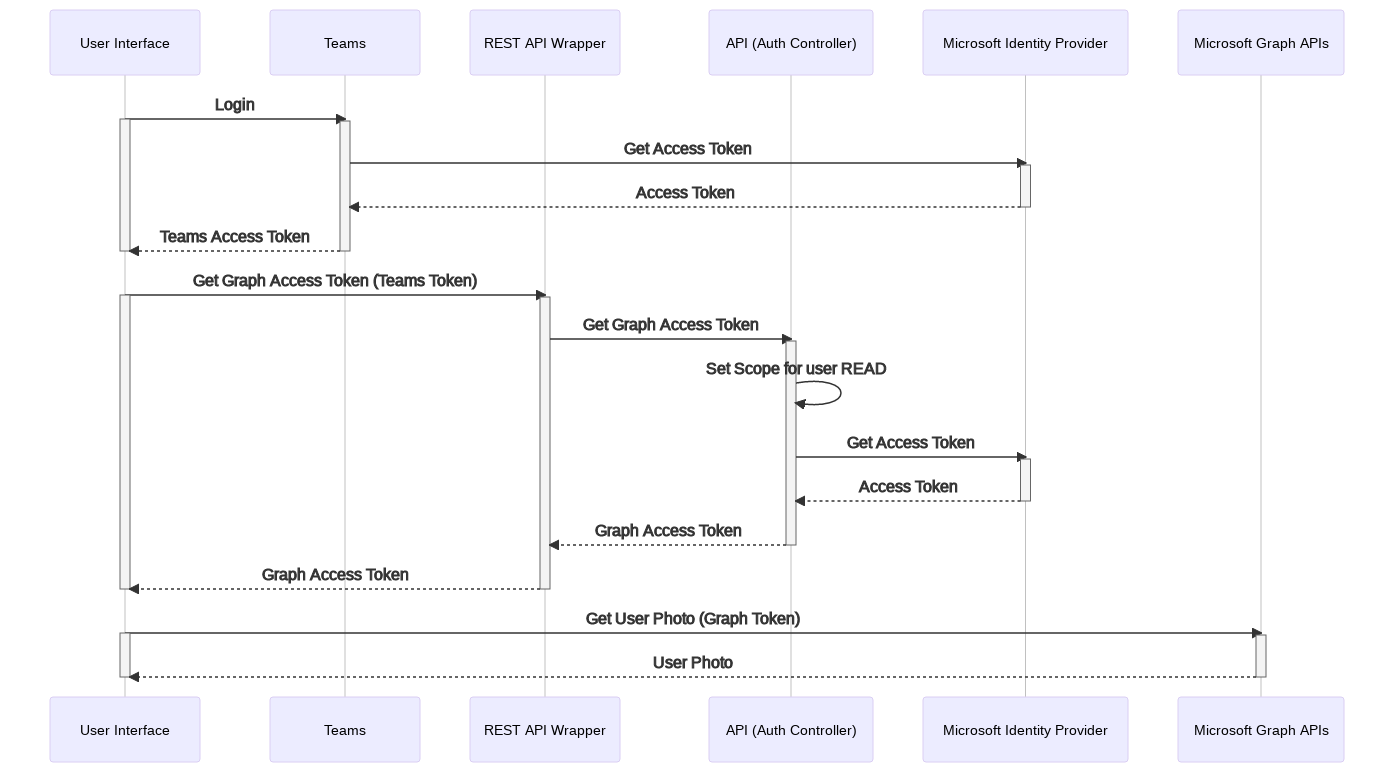 User Interface
Teams
REST API Wrapper
API (Auth Controller)
Microsoft Identity Provider
Microsoft Graph APIs
Login
Get Access Token
Access Token
Teams Access Token
Get Graph Access Token (Teams Token)
Get Graph Access Token
Set Scope for user READ
Get Access Token
Access Token
Graph Access Token
Graph Access Token
Get User Photo (Graph Token)
User Photo
User Interface
Teams
REST API Wrapper
API (Auth Controller)
Microsoft Identity Provider
Microsoft Graph APIs